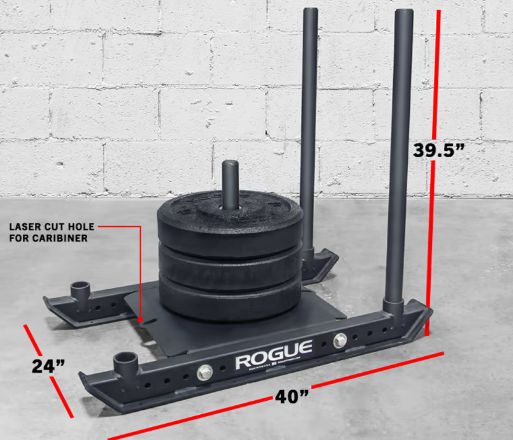 39.5”
LASER CUT HOLE
FOR CARIBINER
24”
ROGUE
40”